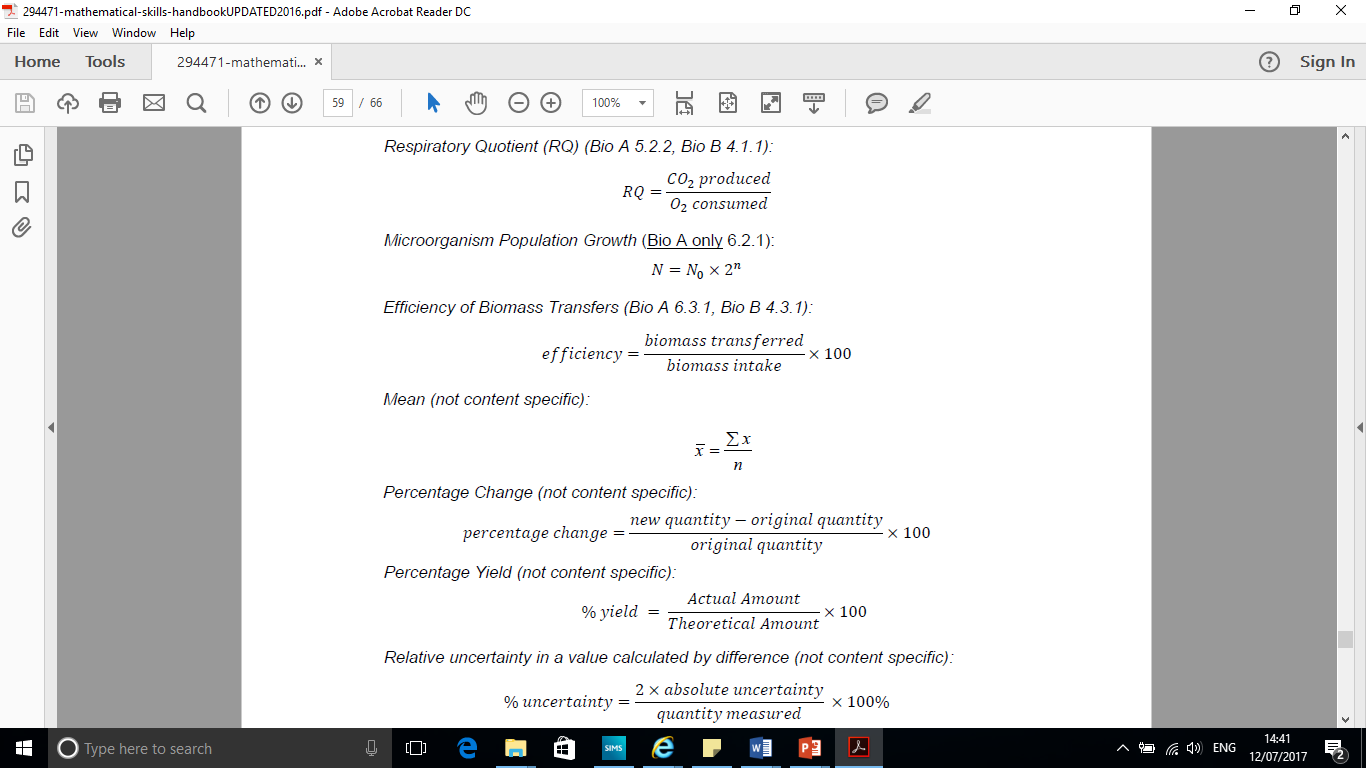 294471-mathematical-skills-handbookUPDATED2016.pdf - Adobe Acrobat Reader DC
File Edit View Window Help
Home Tools 294471-mathemati... × ? Sign In
59 / 66 100%
Respiratory Quotient (RQ) (Bio A 5.2.2, Bio B 4.1.1):
RQ = CO₂ produced / O₂ consumed
Microorganism Population Growth (Bio A only 6.2.1):
N = N₀ × 2ⁿ
Efficiency of Biomass Transfers (Bio A 6.3.1, Bio B 4.3.1):
efficiency = biomass transferred / biomass intake × 100
Mean (not content specific):
x̄ = ∑ x / n
Percentage Change (not content specific):
percentage change = new quantity − original quantity / original quantity × 100
Percentage Yield (not content specific):
% yield = Actual Amount / Theoretical Amount × 100
Relative uncertainty in a value calculated by difference (not content specific):
% uncertainty = 2 × absolute uncertainty / quantity measured × 100%
Type here to search SIMS ENG 14:41
12/07/2017 2